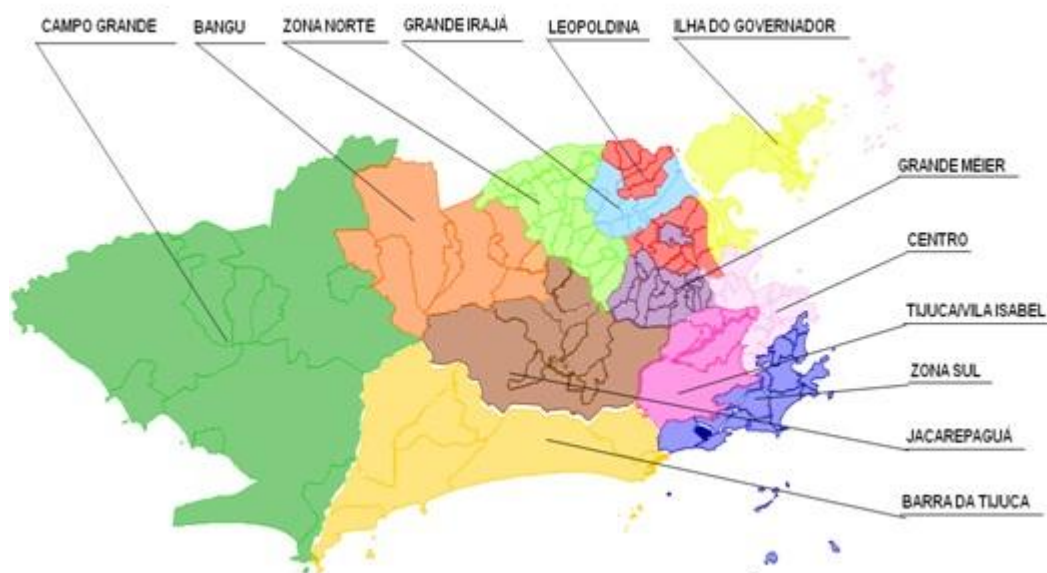 CAMPO GRANDE
BANGU
ZONA NORTE
GRANDE IRAJÁ
LEOPOLDINA
ILHA DO GOVERNADOR
GRANDE MÉIER
CENTRO
TIJUCA/VILA ISABEL
ZONA SUL
JACAREPAGUÁ
BARRA DA TIJUCA